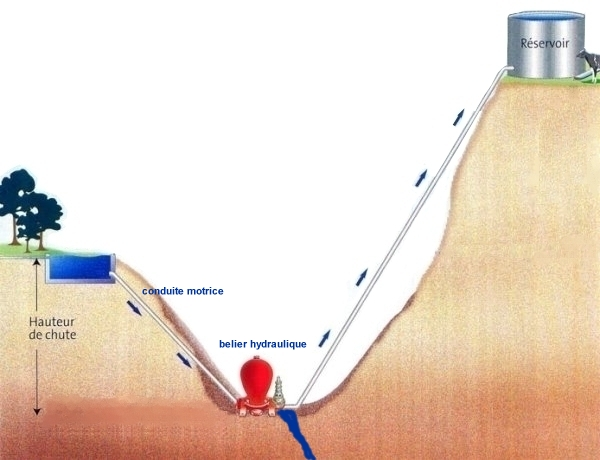 Réservoir
conduite motrice
Hauteur
de chute
belier hydraulique